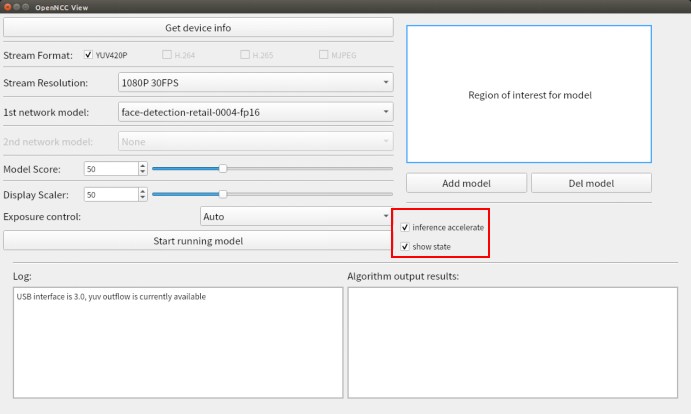 OpenNCC View
Get device info
Stream Format: YUV420P H.264 H.265 MJPEG
Stream Resolution: 1080P 30FPS
1st network model: face-detection-retail-0004-fp16
2nd network model: None
Model Score: 50
Display Scaler: 50
Exposure control: Auto
Start running model
Region of interest for model
Add model Del model
inference accelerate
show state
Log:
USB interface is 3.0, yuv outflow is currently available
Algorithm output results: